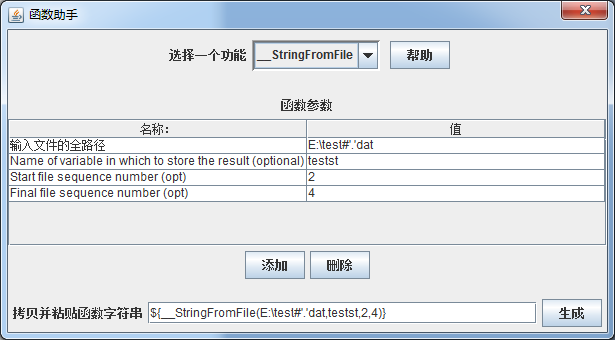 函数助手
选择一个功能 __StringFromFile 帮助
函数参数
名称: 值
输入文件的全路径 E:\test#'.'dat
Name of variable in which to store the result (optional) testst
Start file sequence number (opt) 2
Final file sequence number (opt) 4
添加 删除
拷贝并粘贴函数字符串 ${__StringFromFile(E:\test#'.'dat,testst,2,4)} 生成